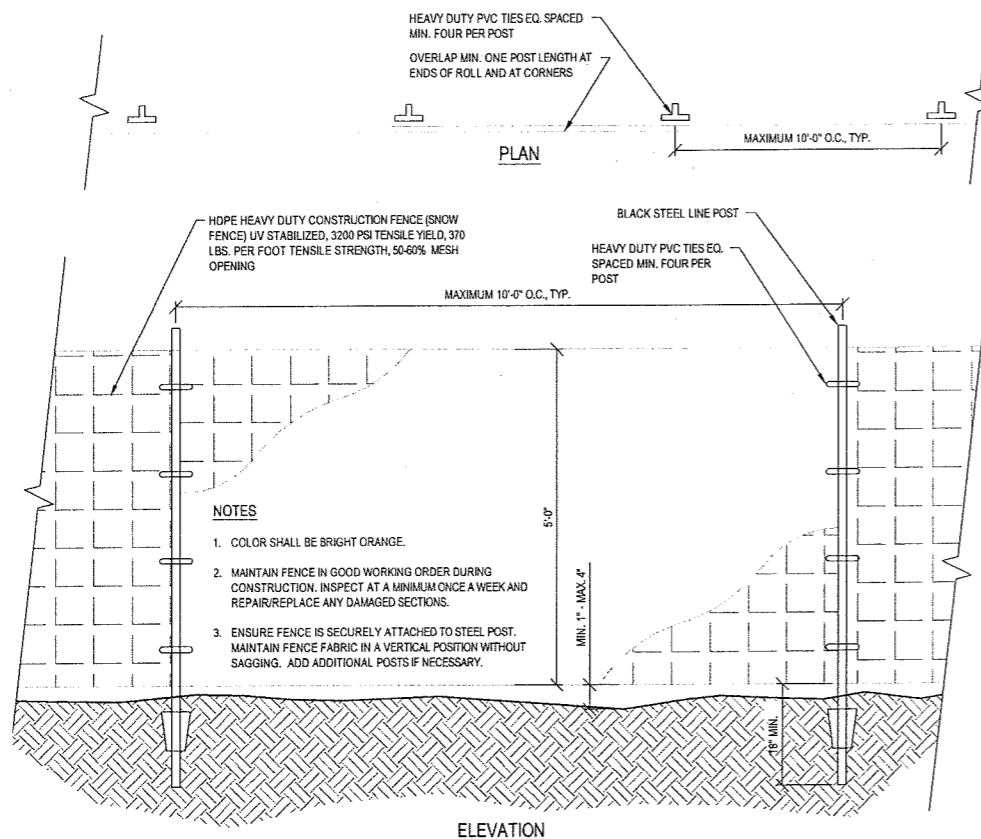 HEAVY DUTY PVC TIES EQ. SPACED
MIN. FOUR PER POST
OVERLAP MIN. ONE POST LENGTH AT
ENDS OF ROLL AND AT CORNERS
MAXIMUM 10'-0" O.C., TYP.
PLAN
HDPE HEAVY DUTY CONSTRUCTION FENCE (SNOW
FENCE) UV STABILIZED, 3200 PSI TENSILE YIELD, 370
LBS. PER FOOT TENSILE STRENGTH, 50-60% MESH
OPENING
BLACK STEEL LINE POST
HEAVY DUTY PVC TIES EQ.
SPACED MIN. FOUR PER
POST
MAXIMUM 10'-0" O.C., TYP.
5'-0"
MIN. 1" - MAX. 4"
18" MIN.
NOTES
1. COLOR SHALL BE BRIGHT ORANGE.
2. MAINTAIN FENCE IN GOOD WORKING ORDER DURING
CONSTRUCTION. INSPECT AT A MINIMUM ONCE A WEEK AND
REPAIR/REPLACE ANY DAMAGED SECTIONS.
3. ENSURE FENCE IS SECURELY ATTACHED TO STEEL POST.
MAINTAIN FENCE FABRIC IN A VERTICAL POSITION WITHOUT
SAGGING. ADD ADDITIONAL POSTS IF NECESSARY.
ELEVATION